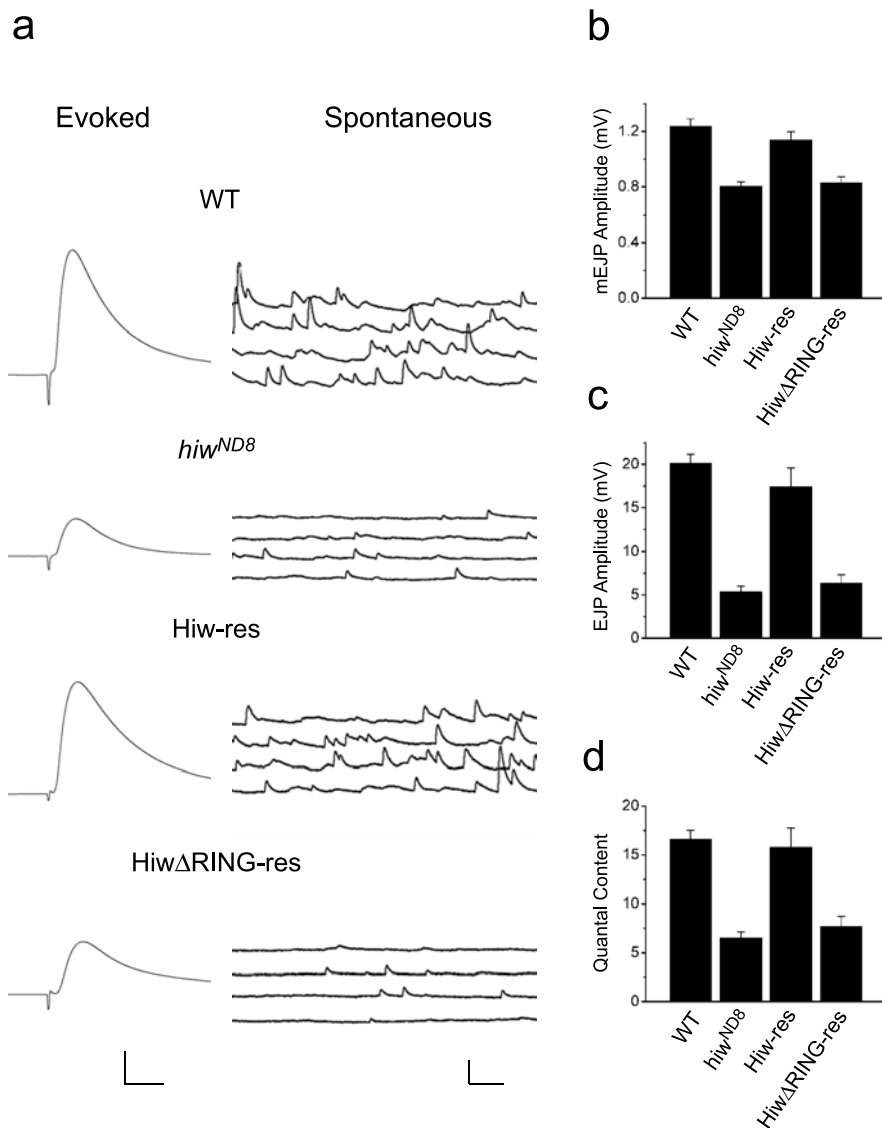 a
Evoked Spontaneous
WT
hiw^ND8
Hiw-res
HiwΔRING-res
b
mEJP Amplitude (mV)
1.2
0.8
0.4
0.0
WT
hiw^ND8
Hiw-res
HiwΔRING-res
c
EJP Amplitude (mV)
20
15
10
5
0
WT
hiw^ND8
Hiw-res
HiwΔRING-res
d
Quantal Content
20
15
10
5
0
WT
hiw^ND8
Hiw-res
HiwΔRING-res